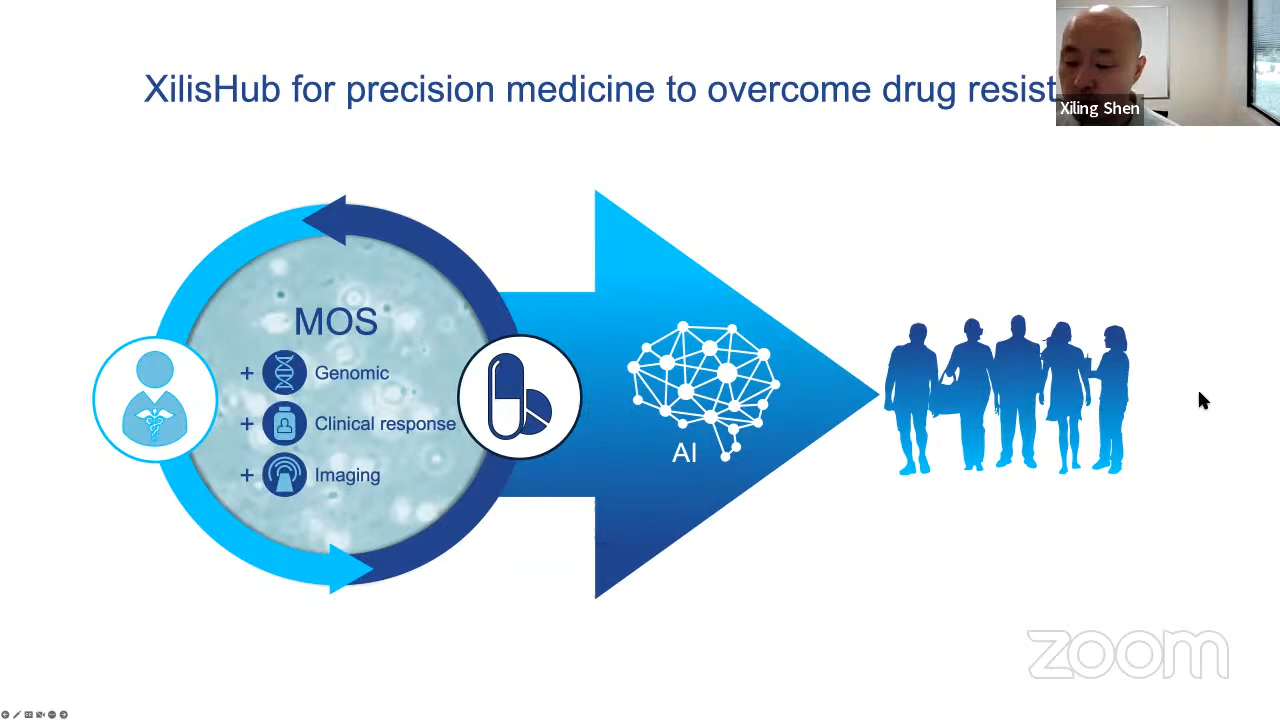 XilisHub for precision medicine to overcome drug resist
Xiling Shen
MOS
+ Genomic
+ Clinical response
+ Imaging
AI
zoom